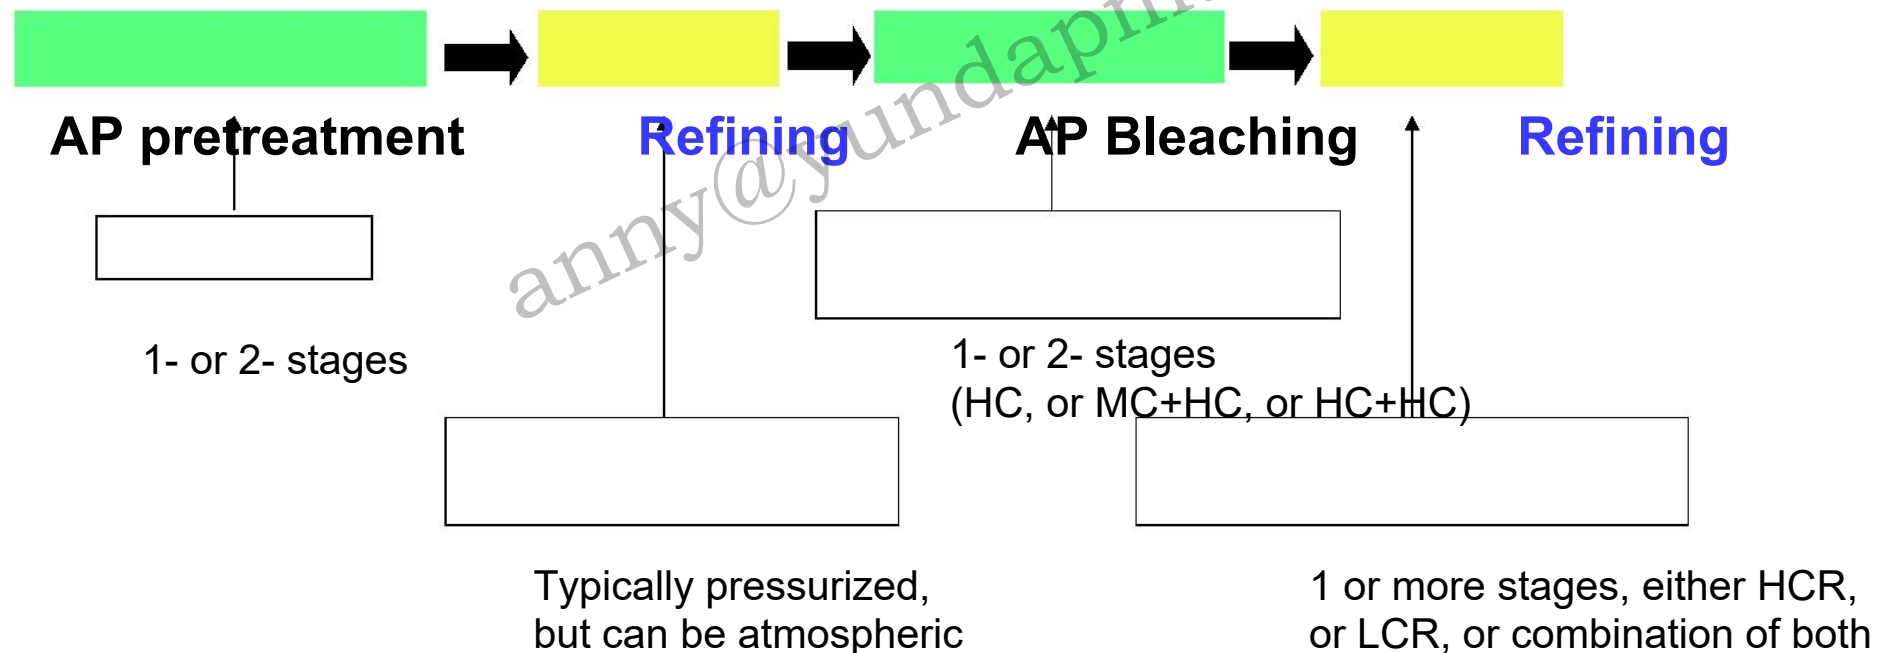 AP pretreatment
Refining
AP Bleaching
Refining
1- or 2- stages
1- or 2- stages
(HC, or MC+HC, or HC+HC)
Typically pressurized,
but can be atmospheric
1 or more stages, either HCR,
or LCR, or combination of both